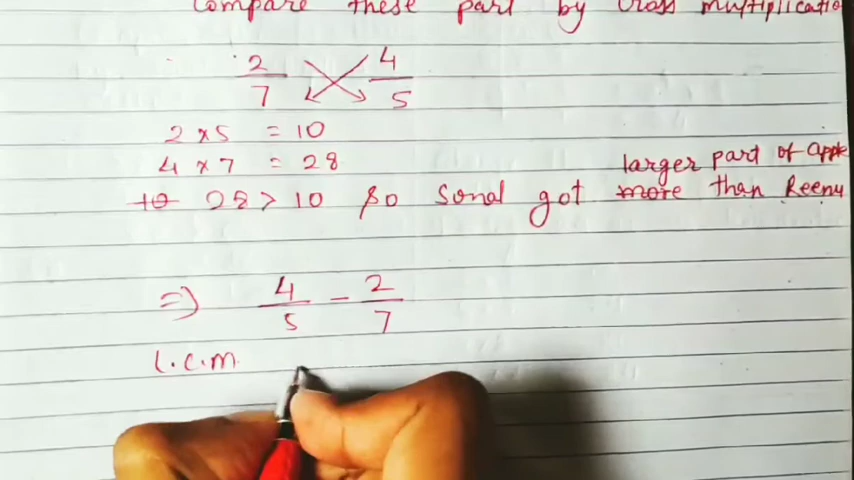 Compare these part by Cross multiplicatio
2/7 4/5
2 × 5 = 10
4 × 7 = 28
larger part of apple
10 28 > 10 so Sonal got more than Reenu
=> 4/5 - 2/7
L.C.M.